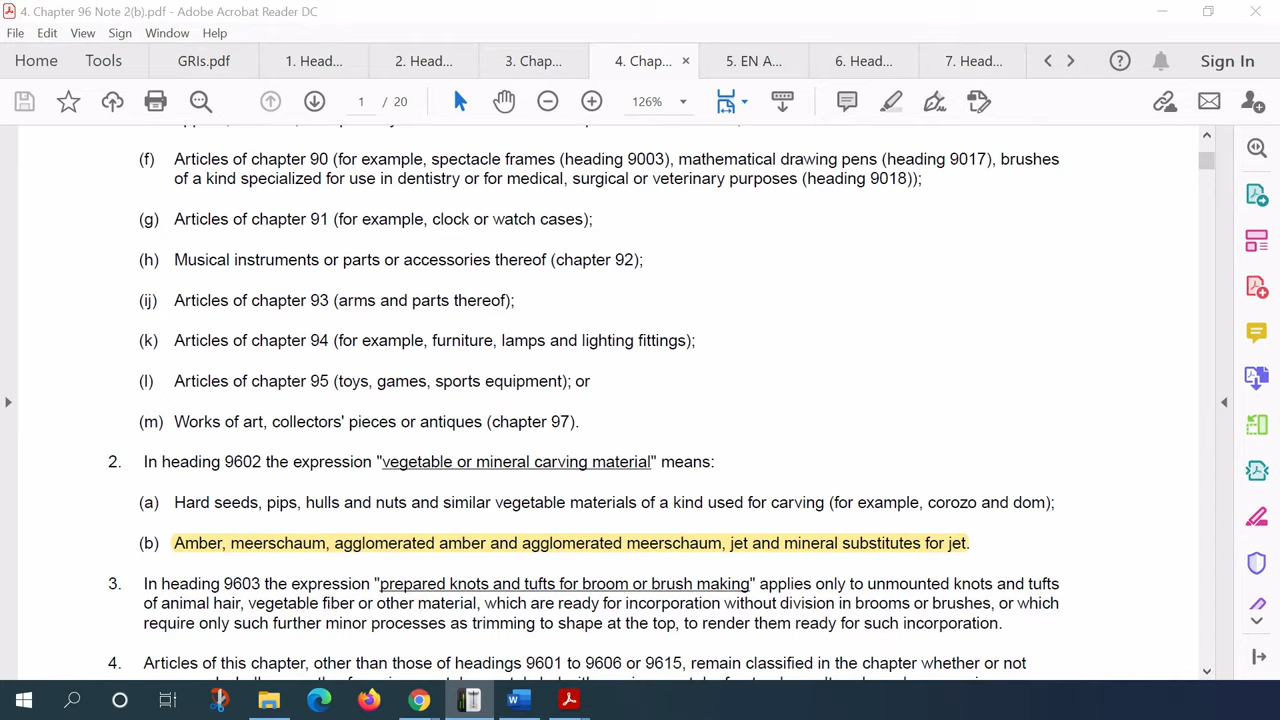 4. Chapter 96 Note 2(b).pdf - Adobe Acrobat Reader DC
File Edit View Sign Window Help
Home Tools GRIs.pdf 1. Head... 2. Head... 3. Chap... 4. Chap... 5. EN A... 6. Head... 7. Head... Sign In
1 / 20 126%
(f) Articles of chapter 90 (for example, spectacle frames (heading 9003), mathematical drawing pens (heading 9017), brushes
of a kind specialized for use in dentistry or for medical, surgical or veterinary purposes (heading 9018));
(g) Articles of chapter 91 (for example, clock or watch cases);
(h) Musical instruments or parts or accessories thereof (chapter 92);
(ij) Articles of chapter 93 (arms and parts thereof);
(k) Articles of chapter 94 (for example, furniture, lamps and lighting fittings);
(l) Articles of chapter 95 (toys, games, sports equipment); or
(m) Works of art, collectors' pieces or antiques (chapter 97).
2. In heading 9602 the expression "vegetable or mineral carving material" means:
(a) Hard seeds, pips, hulls and nuts and similar vegetable materials of a kind used for carving (for example, corozo and dom);
(b) Amber, meerschaum, agglomerated amber and agglomerated meerschaum, jet and mineral substitutes for jet.
3. In heading 9603 the expression "prepared knots and tufts for broom or brush making" applies only to unmounted knots and tufts
of animal hair, vegetable fiber or other material, which are ready for incorporation without division in brooms or brushes, or which
require only such further minor processes as trimming to shape at the top, to render them ready for such incorporation.
4. Articles of this chapter, other than those of headings 9601 to 9606 or 9615, remain classified in the chapter whether or not